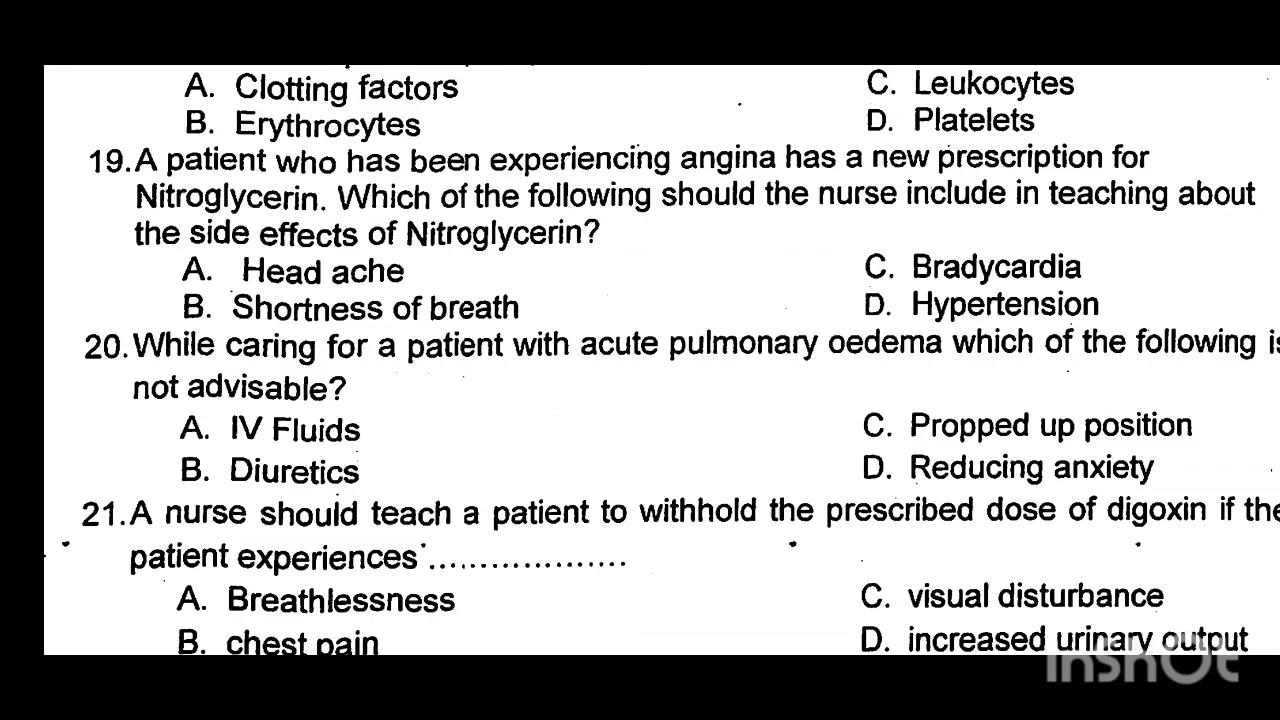 A. Clotting factors C. Leukocytes
B. Erythrocytes D. Platelets
19. A patient who has been experiencing angina has a new prescription for
Nitroglycerin. Which of the following should the nurse include in teaching about
the side effects of Nitroglycerin?
A. Head ache C. Bradycardia
B. Shortness of breath D. Hypertension
20. While caring for a patient with acute pulmonary oedema which of the following is
not advisable?
A. IV Fluids C. Propped up position
B. Diuretics D. Reducing anxiety
21. A nurse should teach a patient to withhold the prescribed dose of digoxin if the
patient experiences ...................
A. Breathlessness C. visual disturbance
B. chest pain D. increased urinary output
InShOt